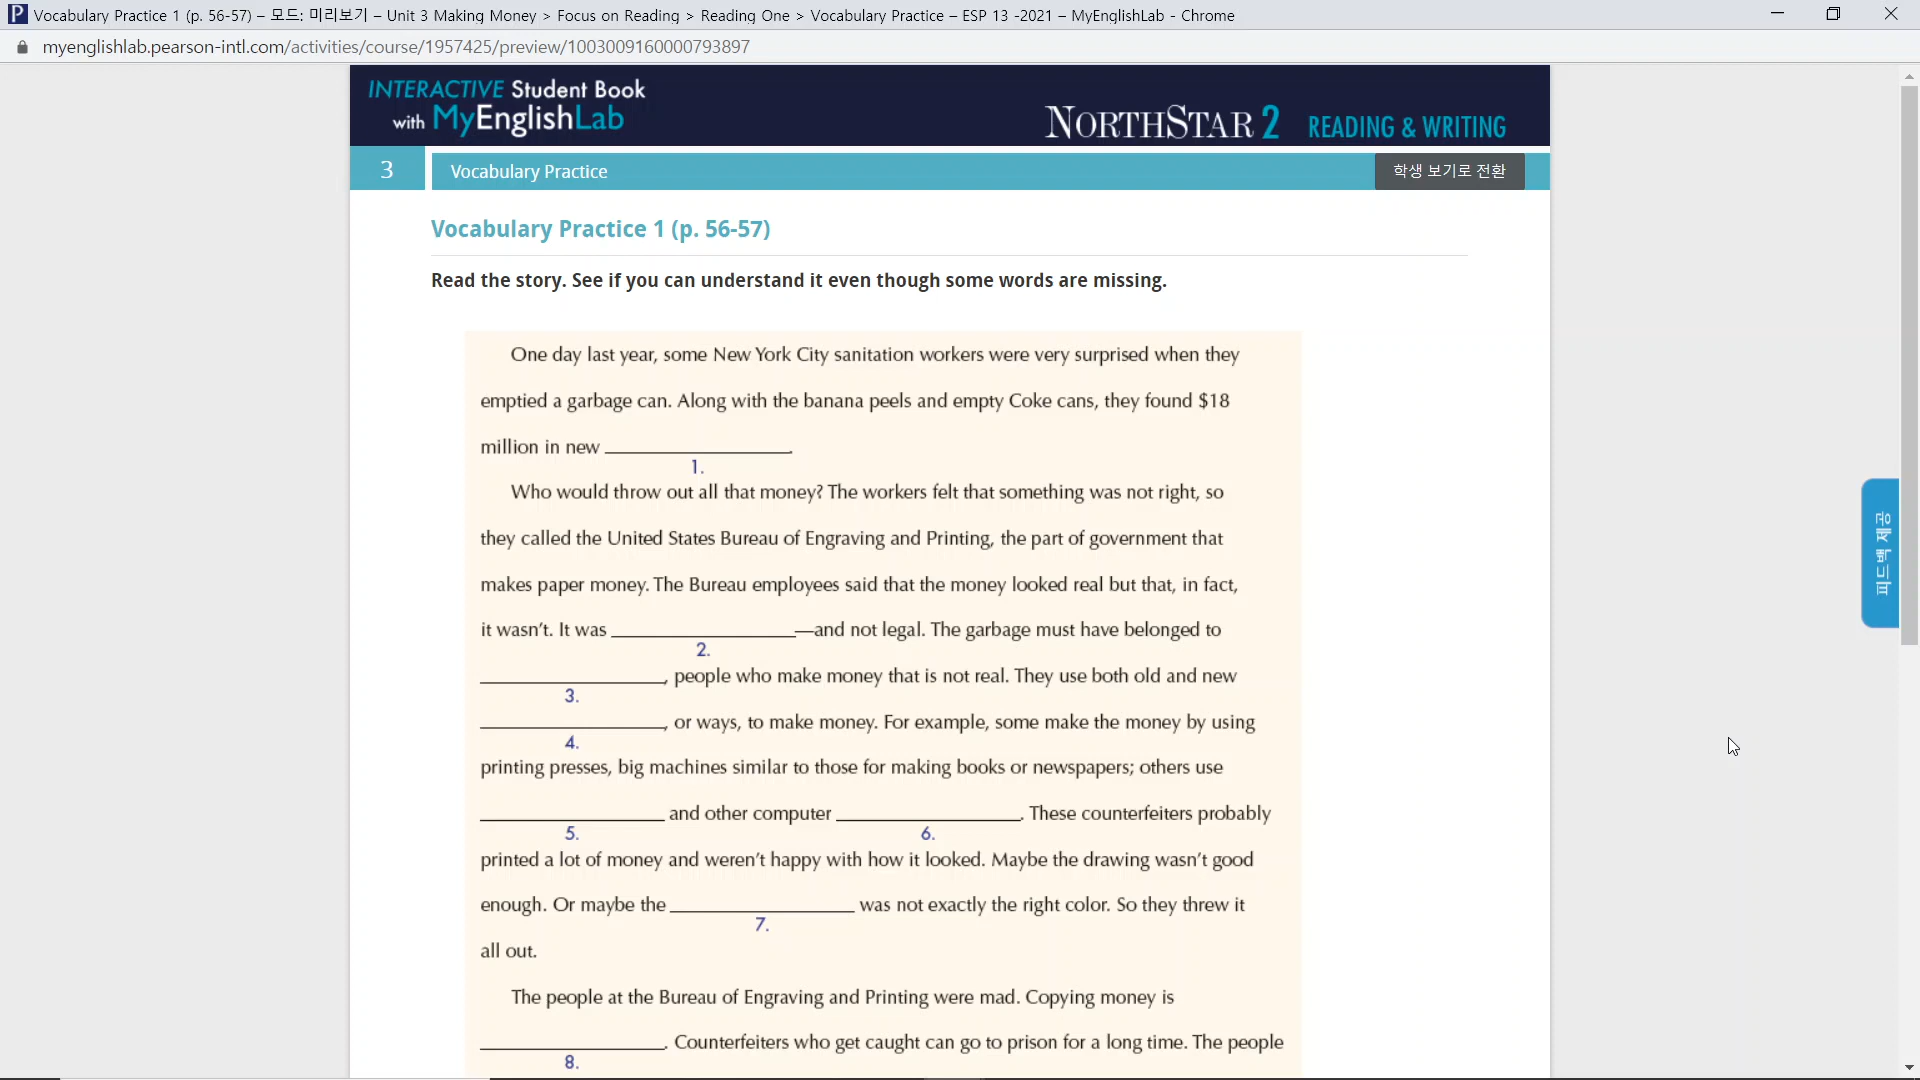 Vocabulary Practice 1 (p. 56-57) – 모드: 미리보기 – Unit 3 Making Money > Focus on Reading > Reading One > Vocabulary Practice – ESP 13 -2021 – MyEnglishLab - Chrome
myenglishlab.pearson-intl.com/activities/course/1957425/preview/1003009160000793897
INTERACTIVE Student Book
with MyEnglishLab
NORTHSTAR 2 READING & WRITING
3 Vocabulary Practice 학생 보기로 전환
Vocabulary Practice 1 (p. 56-57)
Read the story. See if you can understand it even though some words are missing.
One day last year, some New York City sanitation workers were very surprised when they
emptied a garbage can. Along with the banana peels and empty Coke cans, they found $18
million in new ____________.
1.
Who would throw out all that money? The workers felt that something was not right, so
they called the United States Bureau of Engraving and Printing, the part of government that
makes paper money. The Bureau employees said that the money looked real but that, in fact,
it wasn't. It was ____________—and not legal. The garbage must have belonged to
2.
____________, people who make money that is not real. They use both old and new
3.
____________, or ways, to make money. For example, some make the money by using
4.
printing presses, big machines similar to those for making books or newspapers; others use
____________ and other computer ____________. These counterfeiters probably
5. 6.
printed a lot of money and weren't happy with how it looked. Maybe the drawing wasn't good
enough. Or maybe the ____________ was not exactly the right color. So they threw it
7.
all out.
The people at the Bureau of Engraving and Printing were mad. Copying money is
____________. Counterfeiters who get caught can go to prison for a long time. The people
8.
피드백 제공